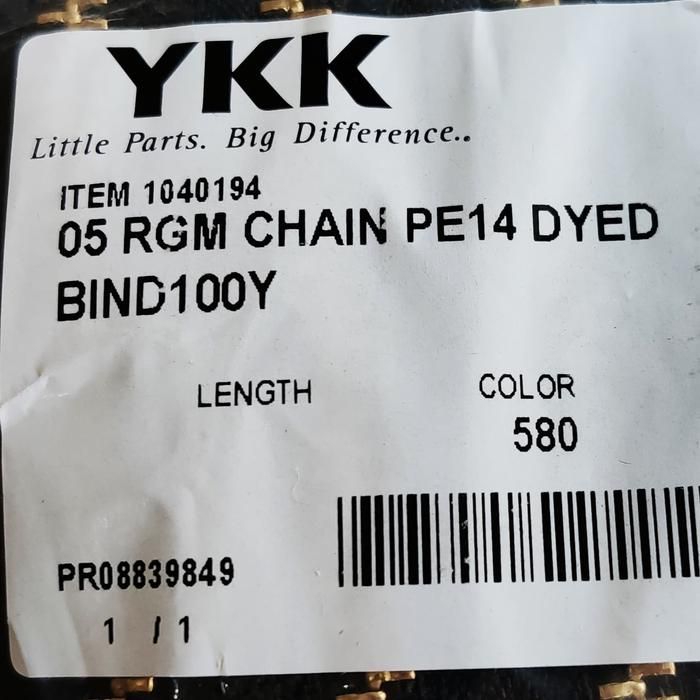 YKK
Little Parts. Big Difference..
ITEM 1040194
05 RGM CHAIN PE14 DYED
BIND100Y
LENGTH COLOR
580
PR08839849
1 / 1